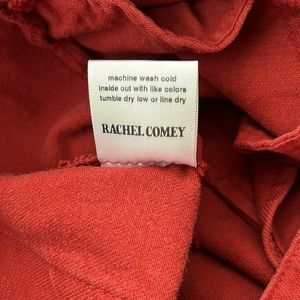 machine wash cold
inside out with like colors
tumble dry low or line dry
RACHEL COMEY